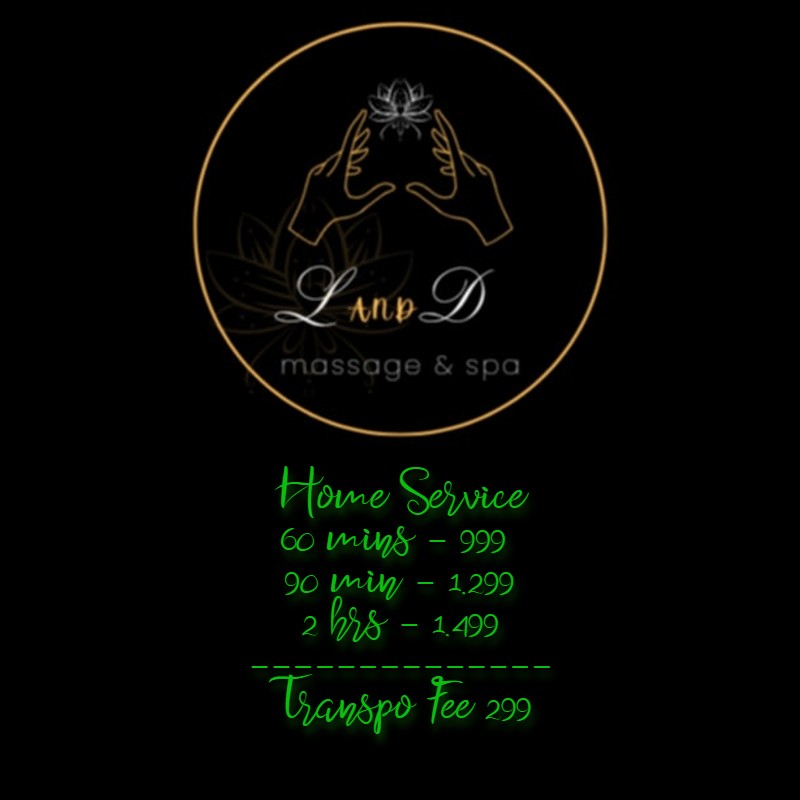 L AND D
massage & spa
Home Service
60 mins - 999
90 min - 1.299
2 hrs - 1.499
--------------
Transpo Fee 299